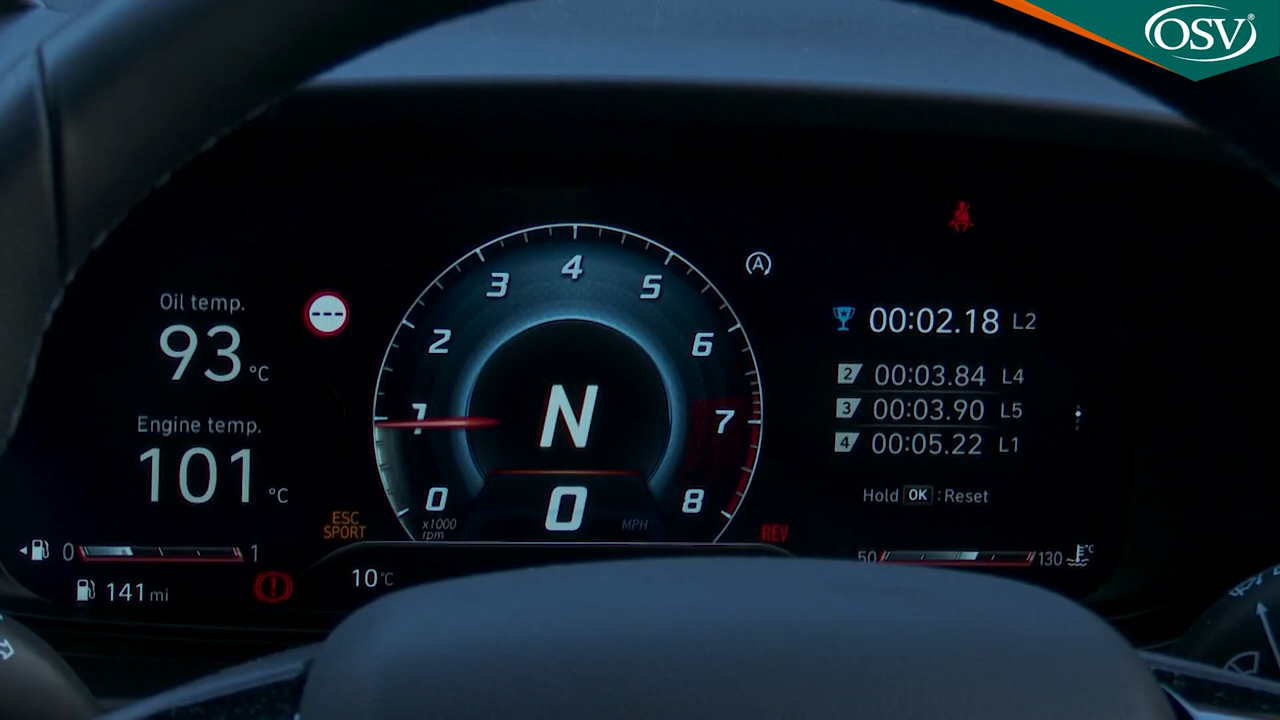 OSV®
Oil temp.
93 °C
Engine temp.
101 °C
0 1
141 mi
ESC
SPORT
10°C
0 1 2 3 4 5 6 7 8
x1000
rpm
N
0 MPH
REV
A
00:02.18 L2
2 00:03.84 L4
3 00:03.90 L5
4 00:05.22 L1
Hold OK : Reset
50 130 °C